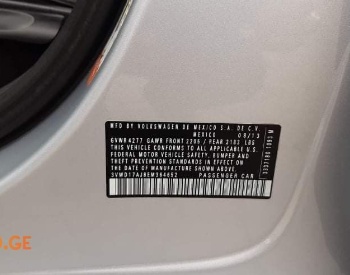 MFD. BY VOLKSWAGEN DE MEXICO S.A. DE C.V.
MEXICO 08/13
GVWR 4277 GAWR FRONT 2205 / REAR 2102 LBS
THIS VEHICLE CONFORMS TO ALL APPLICABLE U.S.
FEDERAL MOTOR VEHICLE SAFETY, BUMPER AND
THEFT PREVENTION STANDARDS IN EFFECT ON
THE DATE OF MANUFACTURE SHOWN ABOVE.
3VWD17AJ8EM364652 PASSENGER CAR
O.GE